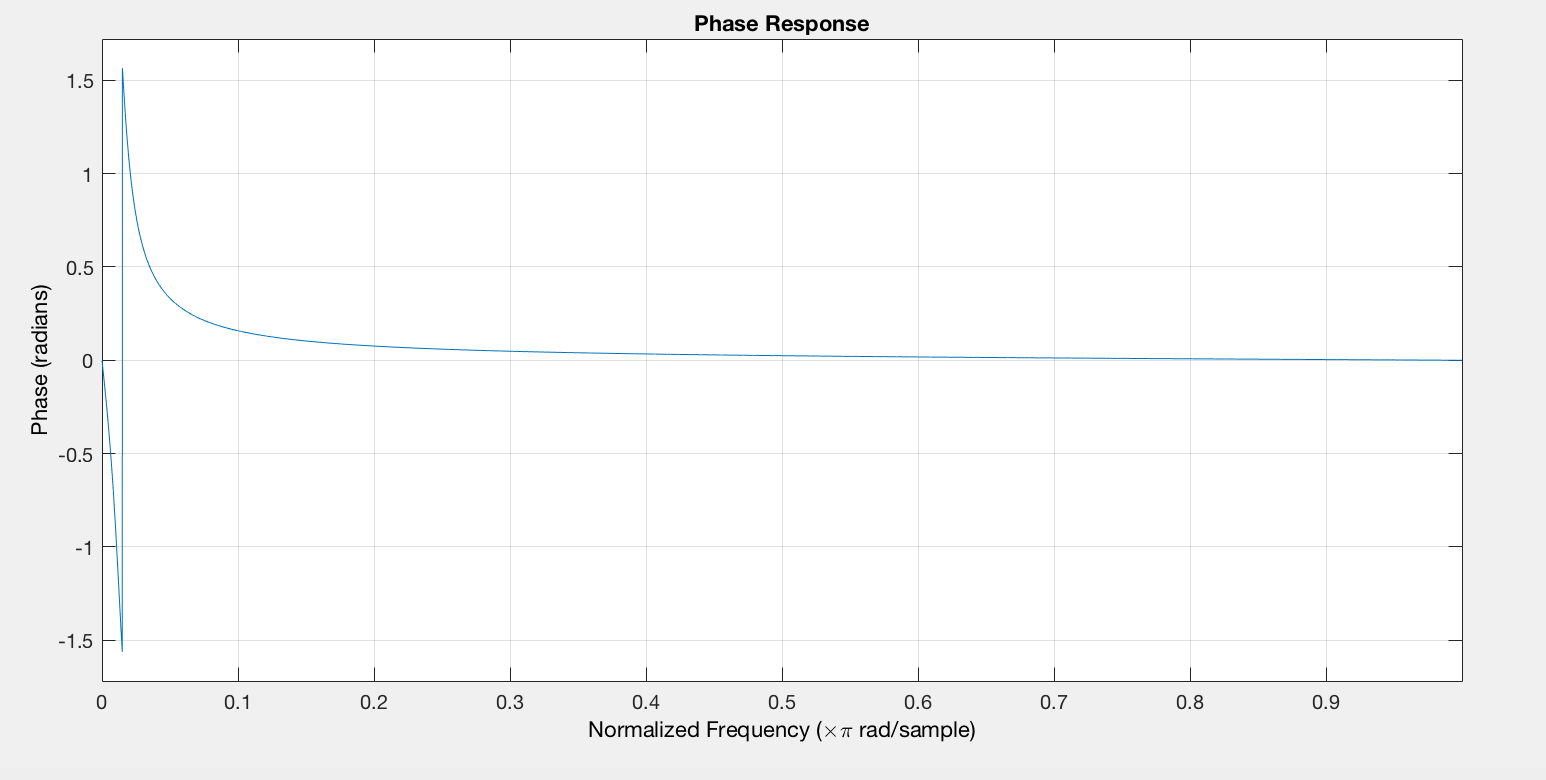 Phase Response
Phase (radians)
1.5
1
0.5
0
-0.5
-1
-1.5
0 0.1 0.2 0.3 0.4 0.5 0.6 0.7 0.8 0.9
Normalized Frequency (×π rad/sample)